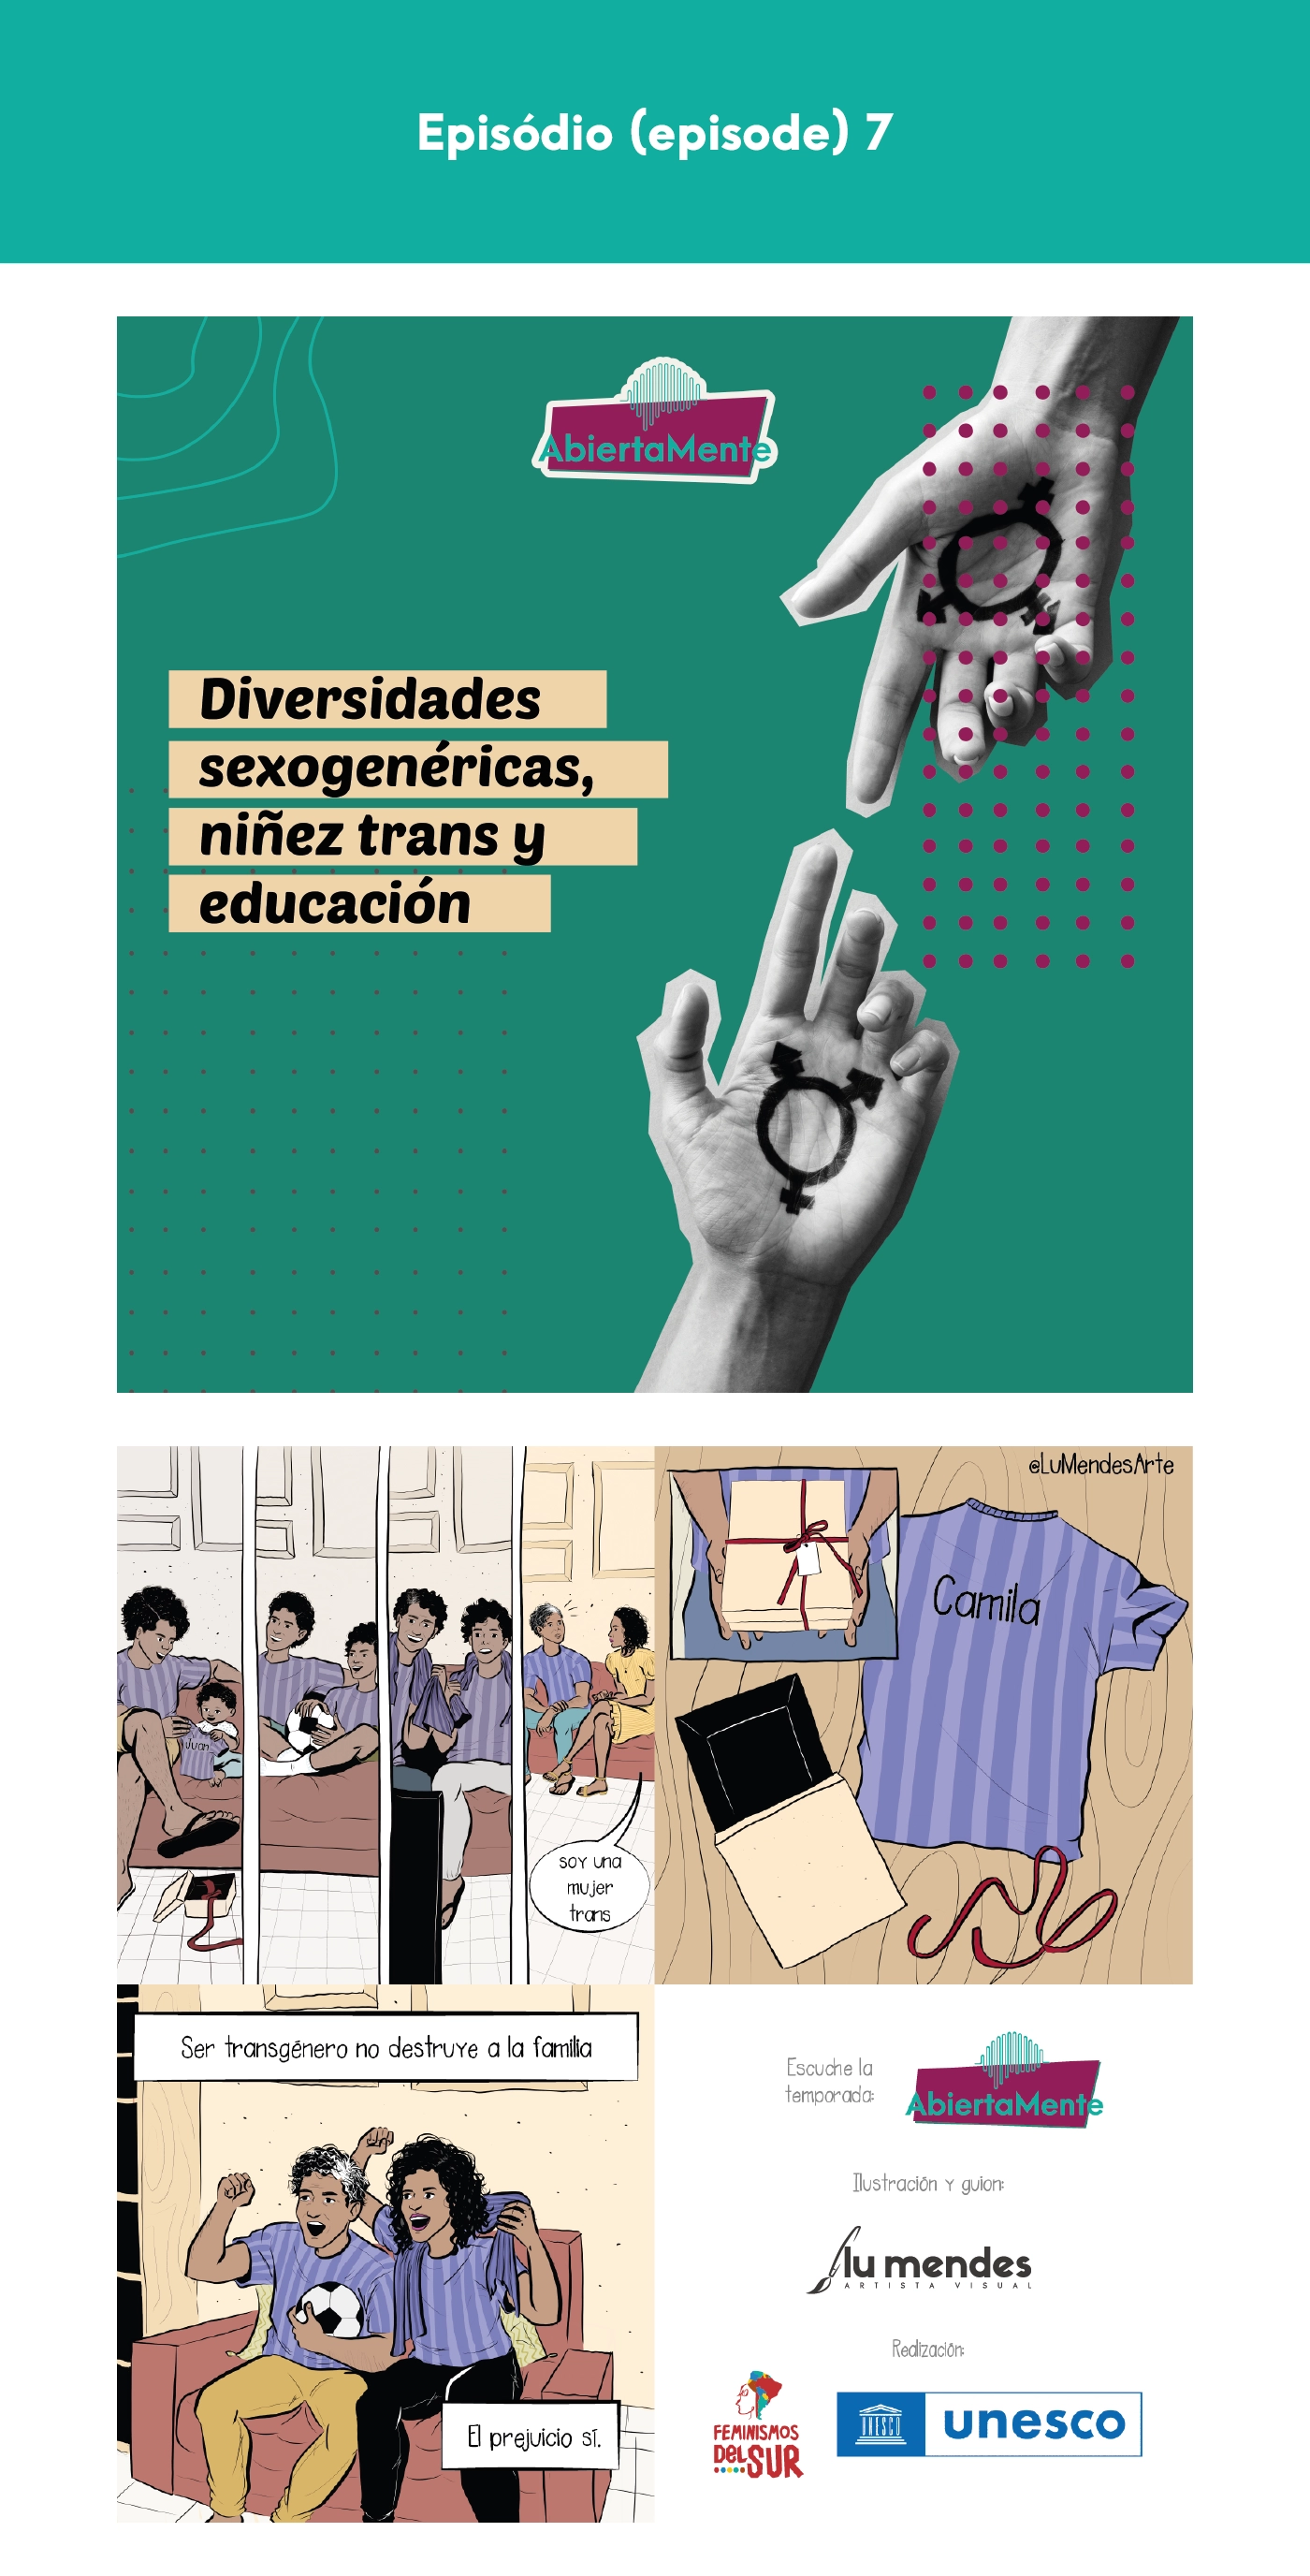 Episódio (episode) 7
AbiertaMente
Diversidades
sexogenéricas,
niñez trans y
educación
Juan
soy una
mujer
trans
@LuMendesArte
Camila
Ser transgénero no destruye a la familia
El prejuicio sí.
Escuche la
temporada:
AbiertaMente
Ilustración y guion:
lu mendes
ARTISTA VISUAL
Realización:
FEMINISMOS
DEL SUR
UNESCO
unesco